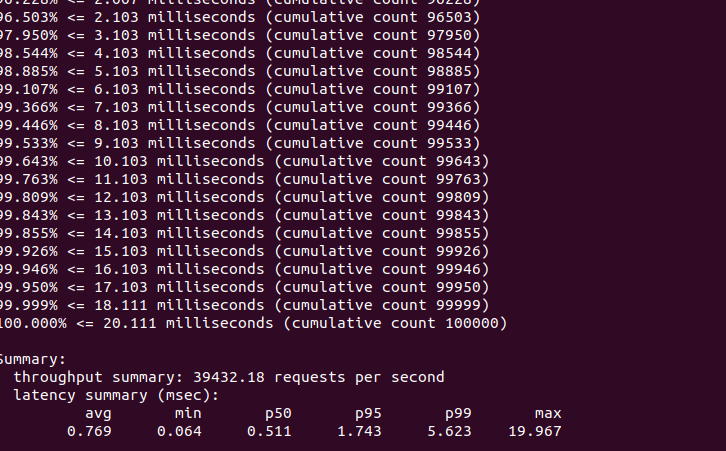 96.228% <= 2.007 milliseconds (cumulative count 96228)
96.503% <= 2.103 milliseconds (cumulative count 96503)
97.950% <= 3.103 milliseconds (cumulative count 97950)
98.544% <= 4.103 milliseconds (cumulative count 98544)
98.885% <= 5.103 milliseconds (cumulative count 98885)
99.107% <= 6.103 milliseconds (cumulative count 99107)
99.366% <= 7.103 milliseconds (cumulative count 99366)
99.446% <= 8.103 milliseconds (cumulative count 99446)
99.533% <= 9.103 milliseconds (cumulative count 99533)
99.643% <= 10.103 milliseconds (cumulative count 99643)
99.763% <= 11.103 milliseconds (cumulative count 99763)
99.809% <= 12.103 milliseconds (cumulative count 99809)
99.843% <= 13.103 milliseconds (cumulative count 99843)
99.855% <= 14.103 milliseconds (cumulative count 99855)
99.926% <= 15.103 milliseconds (cumulative count 99926)
99.946% <= 16.103 milliseconds (cumulative count 99946)
99.950% <= 17.103 milliseconds (cumulative count 99950)
99.999% <= 18.111 milliseconds (cumulative count 99999)
100.000% <= 20.111 milliseconds (cumulative count 100000)
Summary:
throughput summary: 39432.18 requests per second
latency summary (msec):
avg min p50 p95 p99 max
0.769 0.064 0.511 1.743 5.623 19.967